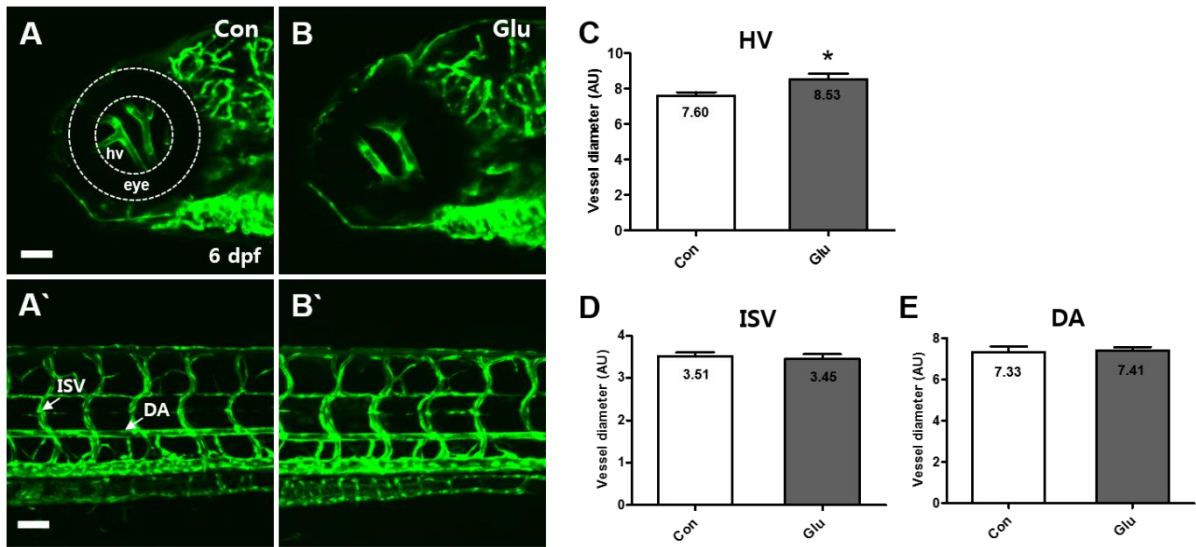 A Con
hv
eye
6 dpf
B Glu
A`
ISV
DA
B`
C
HV
Vessel diameter (AU)
10
8
6
4
2
0
*
7.60
8.53
Con
Glu
D
ISV
Vessel diameter (AU)
4
3
2
1
0
3.51
3.45
Con
Glu
E
DA
Vessel diameter (AU)
8
6
4
2
0
7.33
7.41
Con
Glu